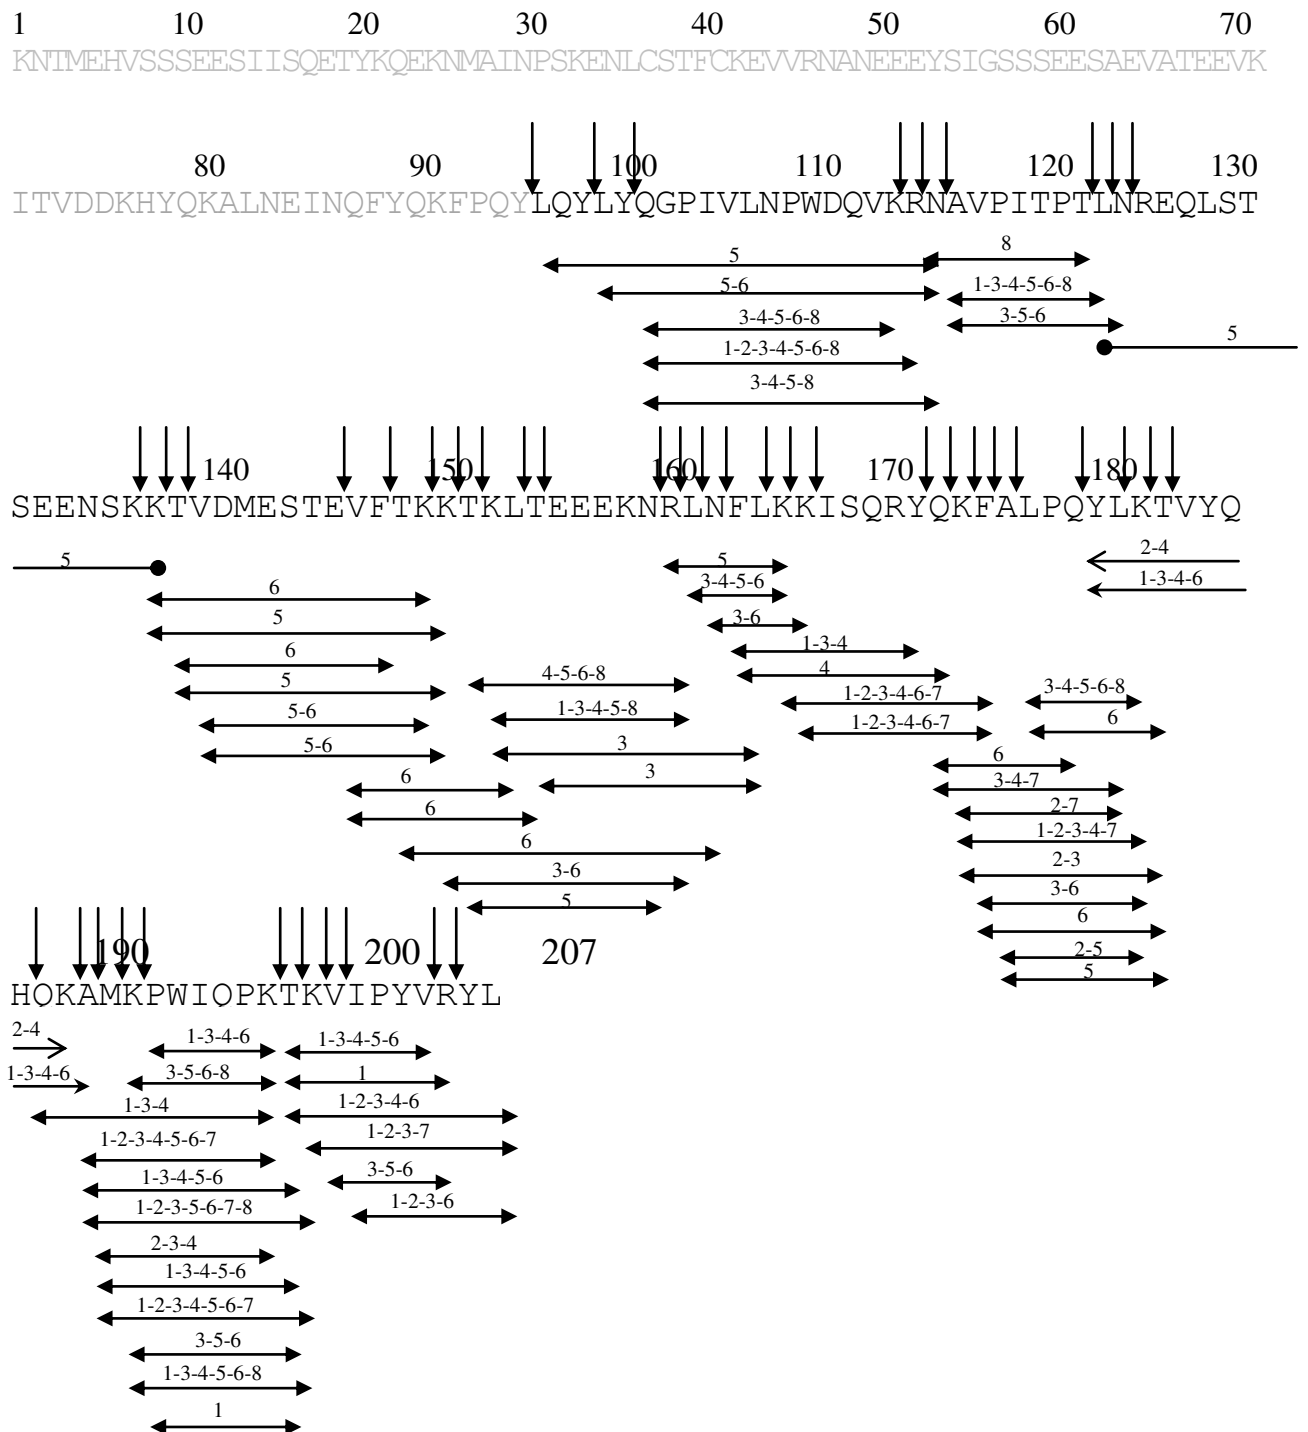 1 10 20 30 40 50 60 70
KNTMEHVSSSEESIISQETYKQEKNMAINPSKENLCSTFCKEVVRNANEEEYSIGSSSEESAEVATEEVK
80 90 100 110 120 130
ITVDDKHYQKALNEINQFYQKFPQYLQYLYQGPIVLNPWDQVKRNAVPITPTLNREQLST
5 8
5-6 1-3-4-5-6-8
3-4-5-6-8 3-5-6
1-2-3-4-5-6-8 5
3-4-5-8
140 150 160 170 180
SEENSKKTVDMESTEVFTKKTKLTEEEKNRLNFLKKISQRYQKFALPQYLKTVYQ
5 5 2-4
6 3-4-5-6 1-3-4-6
5 3-6
6 1-3-4
5 4-5-6-8 4 3-4-5-6-8
5-6 1-3-4-5-8 1-2-3-4-6-7 6
5-6 3 1-2-3-4-6-7
6 3 6
6 3-4-7
6 2-7
3-6 1-2-3-4-7
5 2-3
3-6
6
2-5
5
190 200 207
HQKAMKPWIQPKTKVIPYVRYL
2-4 1-3-4-6 1-3-4-5-6
1-3-4-6 3-5-6-8 1
1-3-4 1-2-3-4-6
1-2-3-4-5-6-7 1-2-3-7
1-3-4-5-6 3-5-6
1-2-3-5-6-7-8 1-2-3-6
2-3-4
1-3-4-5-6
1-2-3-4-5-6-7
3-5-6
1-3-4-5-6-8
1